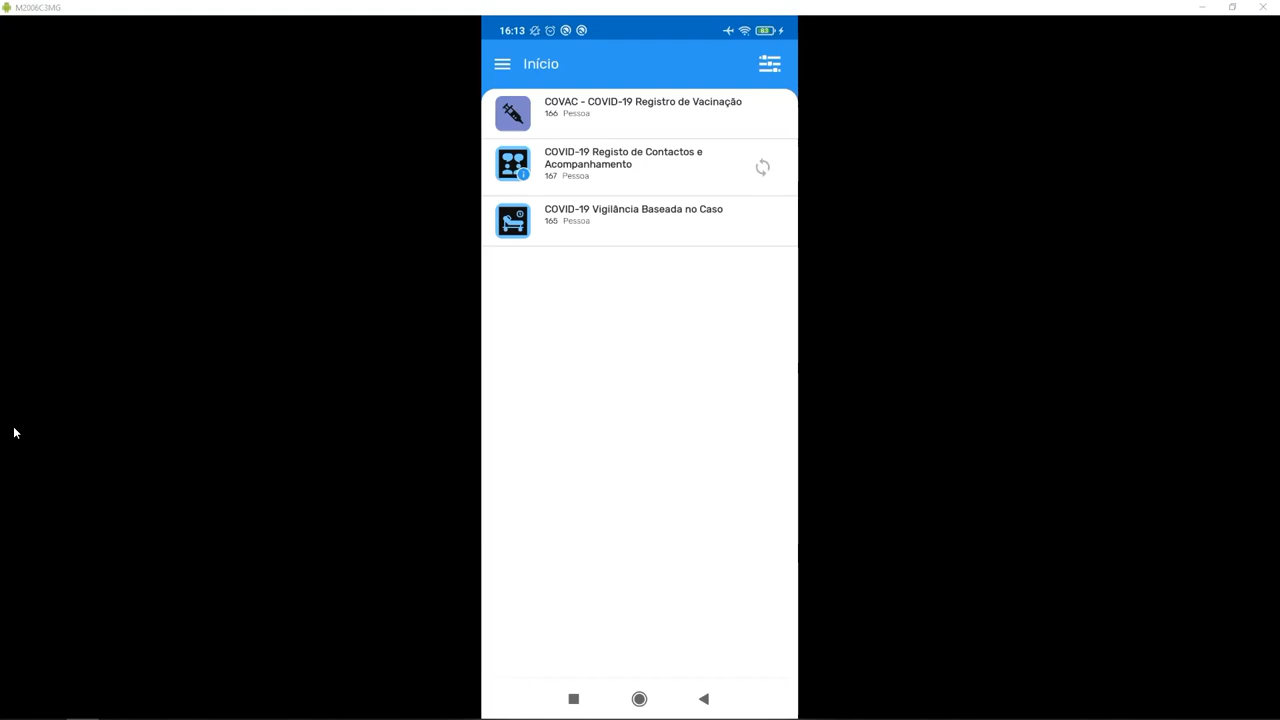 M2006C3MG
16:13
63
Início
COVAC - COVID-19 Registro de Vacinação
166 Pessoa
COVID-19 Registo de Contactos e
Acompanhamento
167 Pessoa
COVID-19 Vigilância Baseada no Caso
165 Pessoa